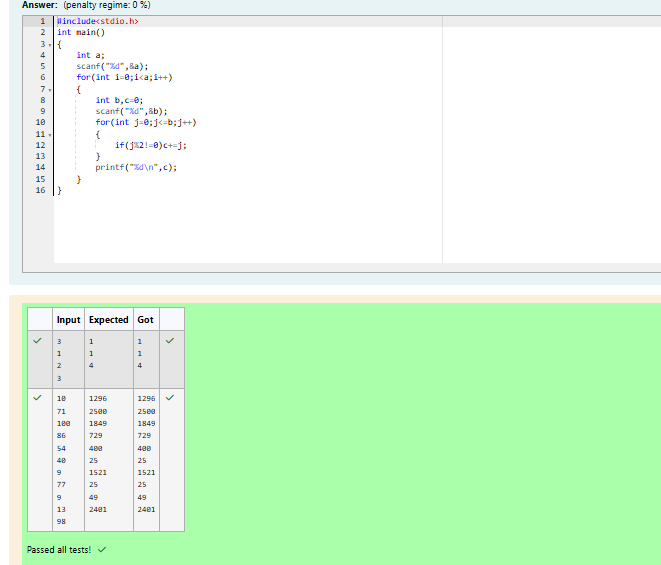 Answer: (penalty regime: 0 %)
1 #include<stdio.h>
2 int main()
3 {
4 int a;
5 scanf("%d",&a);
6 for(int i=0;i<a;i++)
7 {
8 int b,c=0;
9 scanf("%d",&b);
10 for(int j=0;j<=b;j++)
11 {
12 if(j%2!=0)c+=j;
13 }
14 printf("%d\n",c);
15 }
16 }
Input Expected Got
3 1 1
1 1 1
2 4 4
3
10 1296 1296
71 2500 2500
100 1849 1849
86 729 729
54 400 400
40 25 25
9 1521 1521
77 25 25
9 49 49
13 2401 2401
98
Passed all tests!